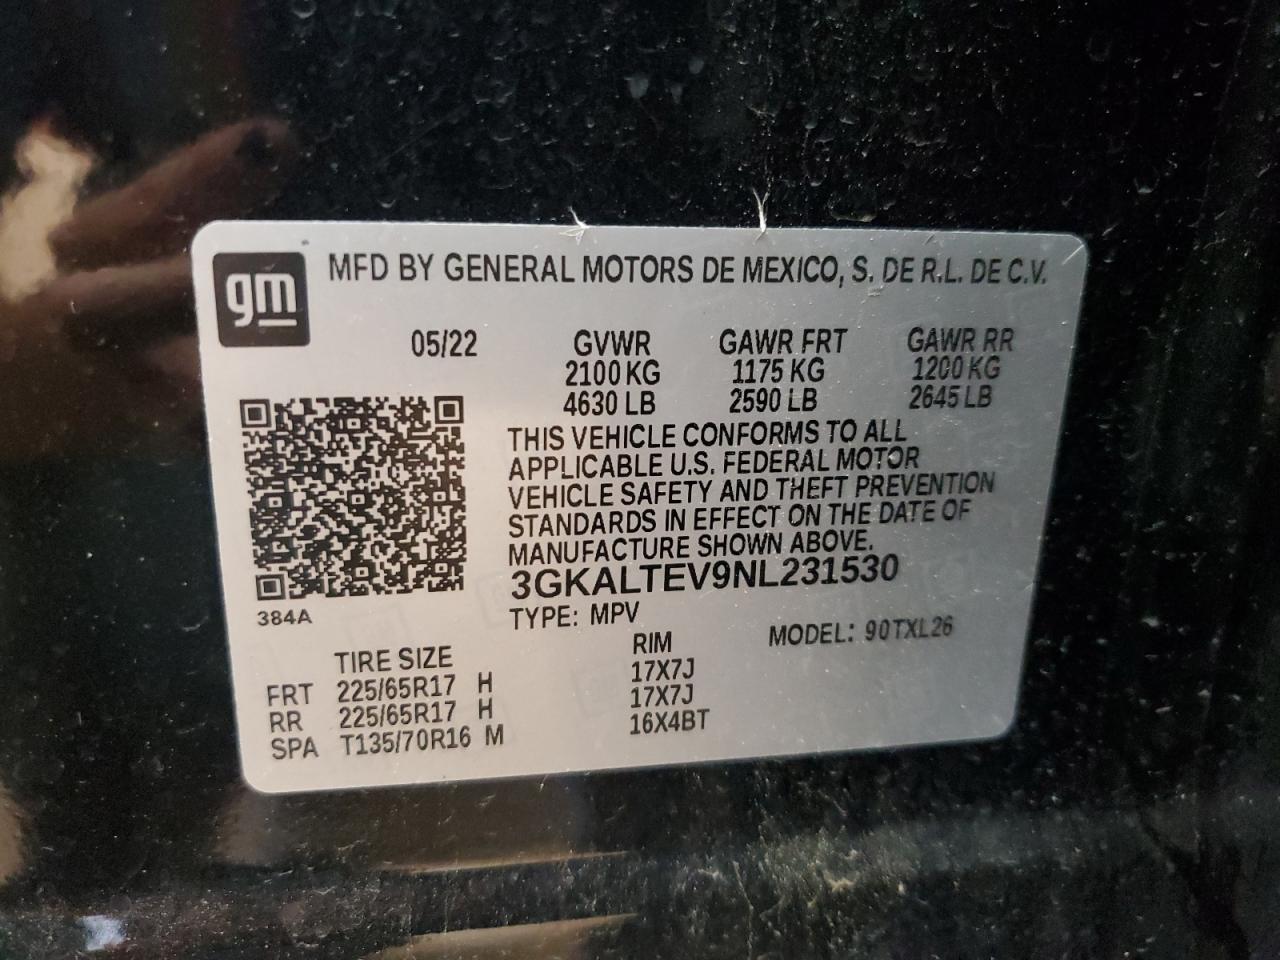 gm
MFD BY GENERAL MOTORS DE MEXICO, S. DE R.L. DE C.V.
05/22 GVWR GAWR FRT GAWR RR
2100 KG 1175 KG 1200 KG
4630 LB 2590 LB 2645 LB
THIS VEHICLE CONFORMS TO ALL
APPLICABLE U.S. FEDERAL MOTOR
VEHICLE SAFETY AND THEFT PREVENTION
STANDARDS IN EFFECT ON THE DATE OF
MANUFACTURE SHOWN ABOVE.
3GKALTEV9NL231530
384A
TYPE: MPV MODEL: 90TXL26
TIRE SIZE RIM
FRT 225/65R17 H 17X7J
RR 225/65R17 H 17X7J
SPA T135/70R16 M 16X4BT